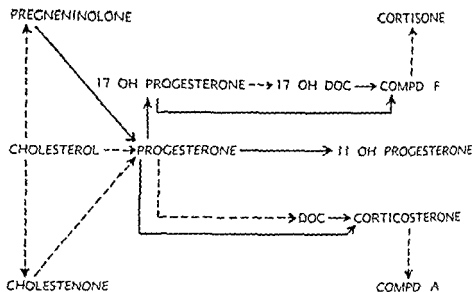 PREGNENINOLONE CORTISONE
17 OH PROGESTERONE 17 OH DOC COMPD F
CHOLESTEROL PROGESTERONE 11 OH PROGESTERONE
DOC CORTICOSTERONE
CHOLESTENONE COMPD A